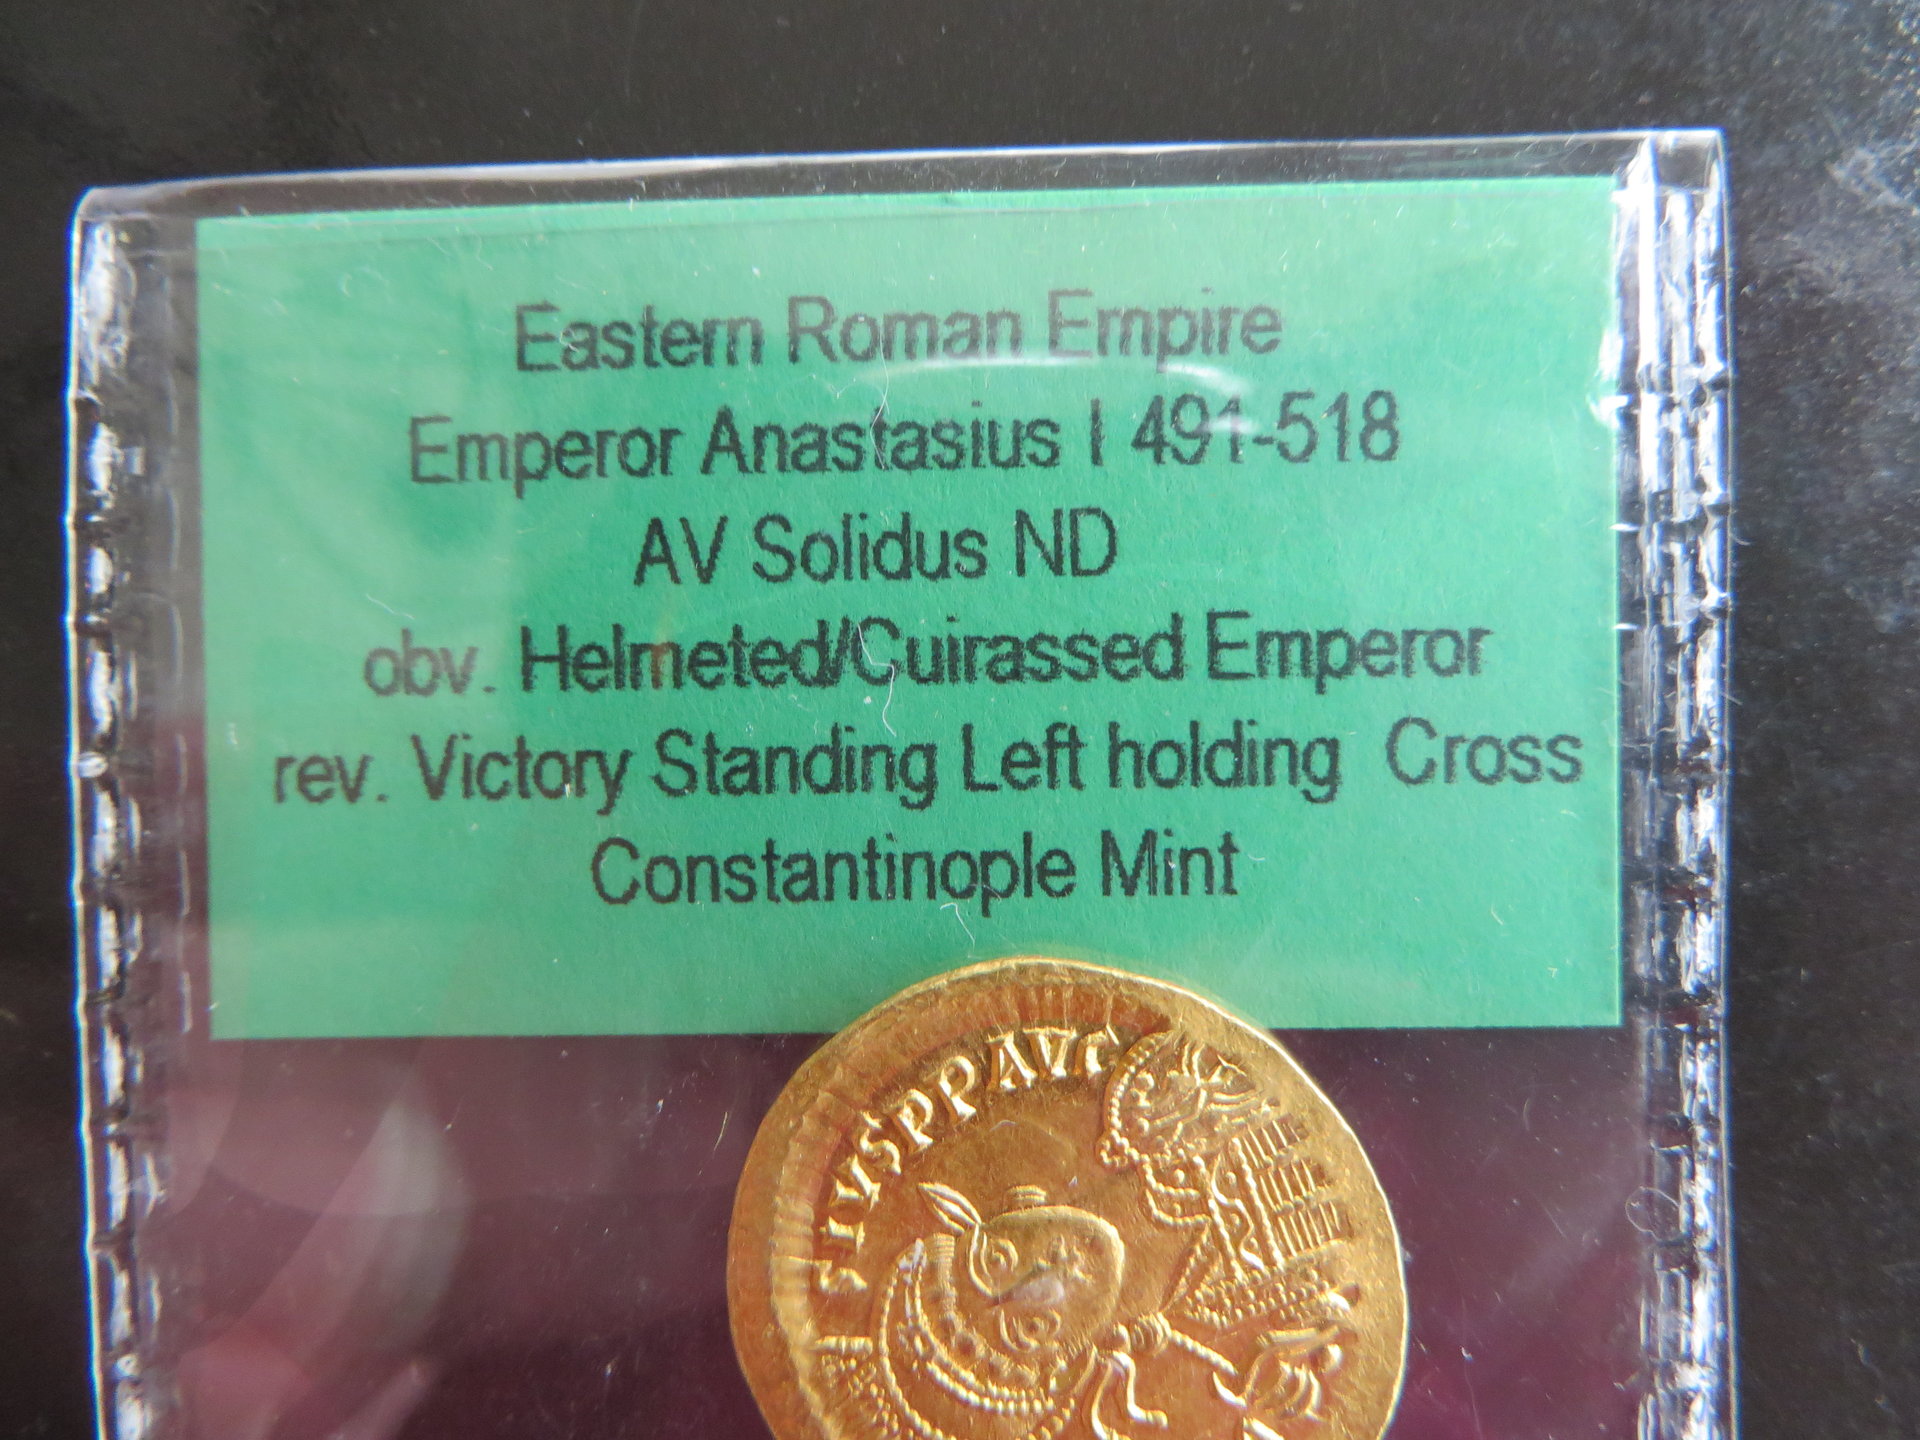 Eastern Roman Empire
Emperor Anastasius I 491-518
AV Solidus ND
obv. Helmeted/Cuirassed Emperor
rev. Victory Standing Left holding Cross
Constantinople Mint
SIVSPPAVC